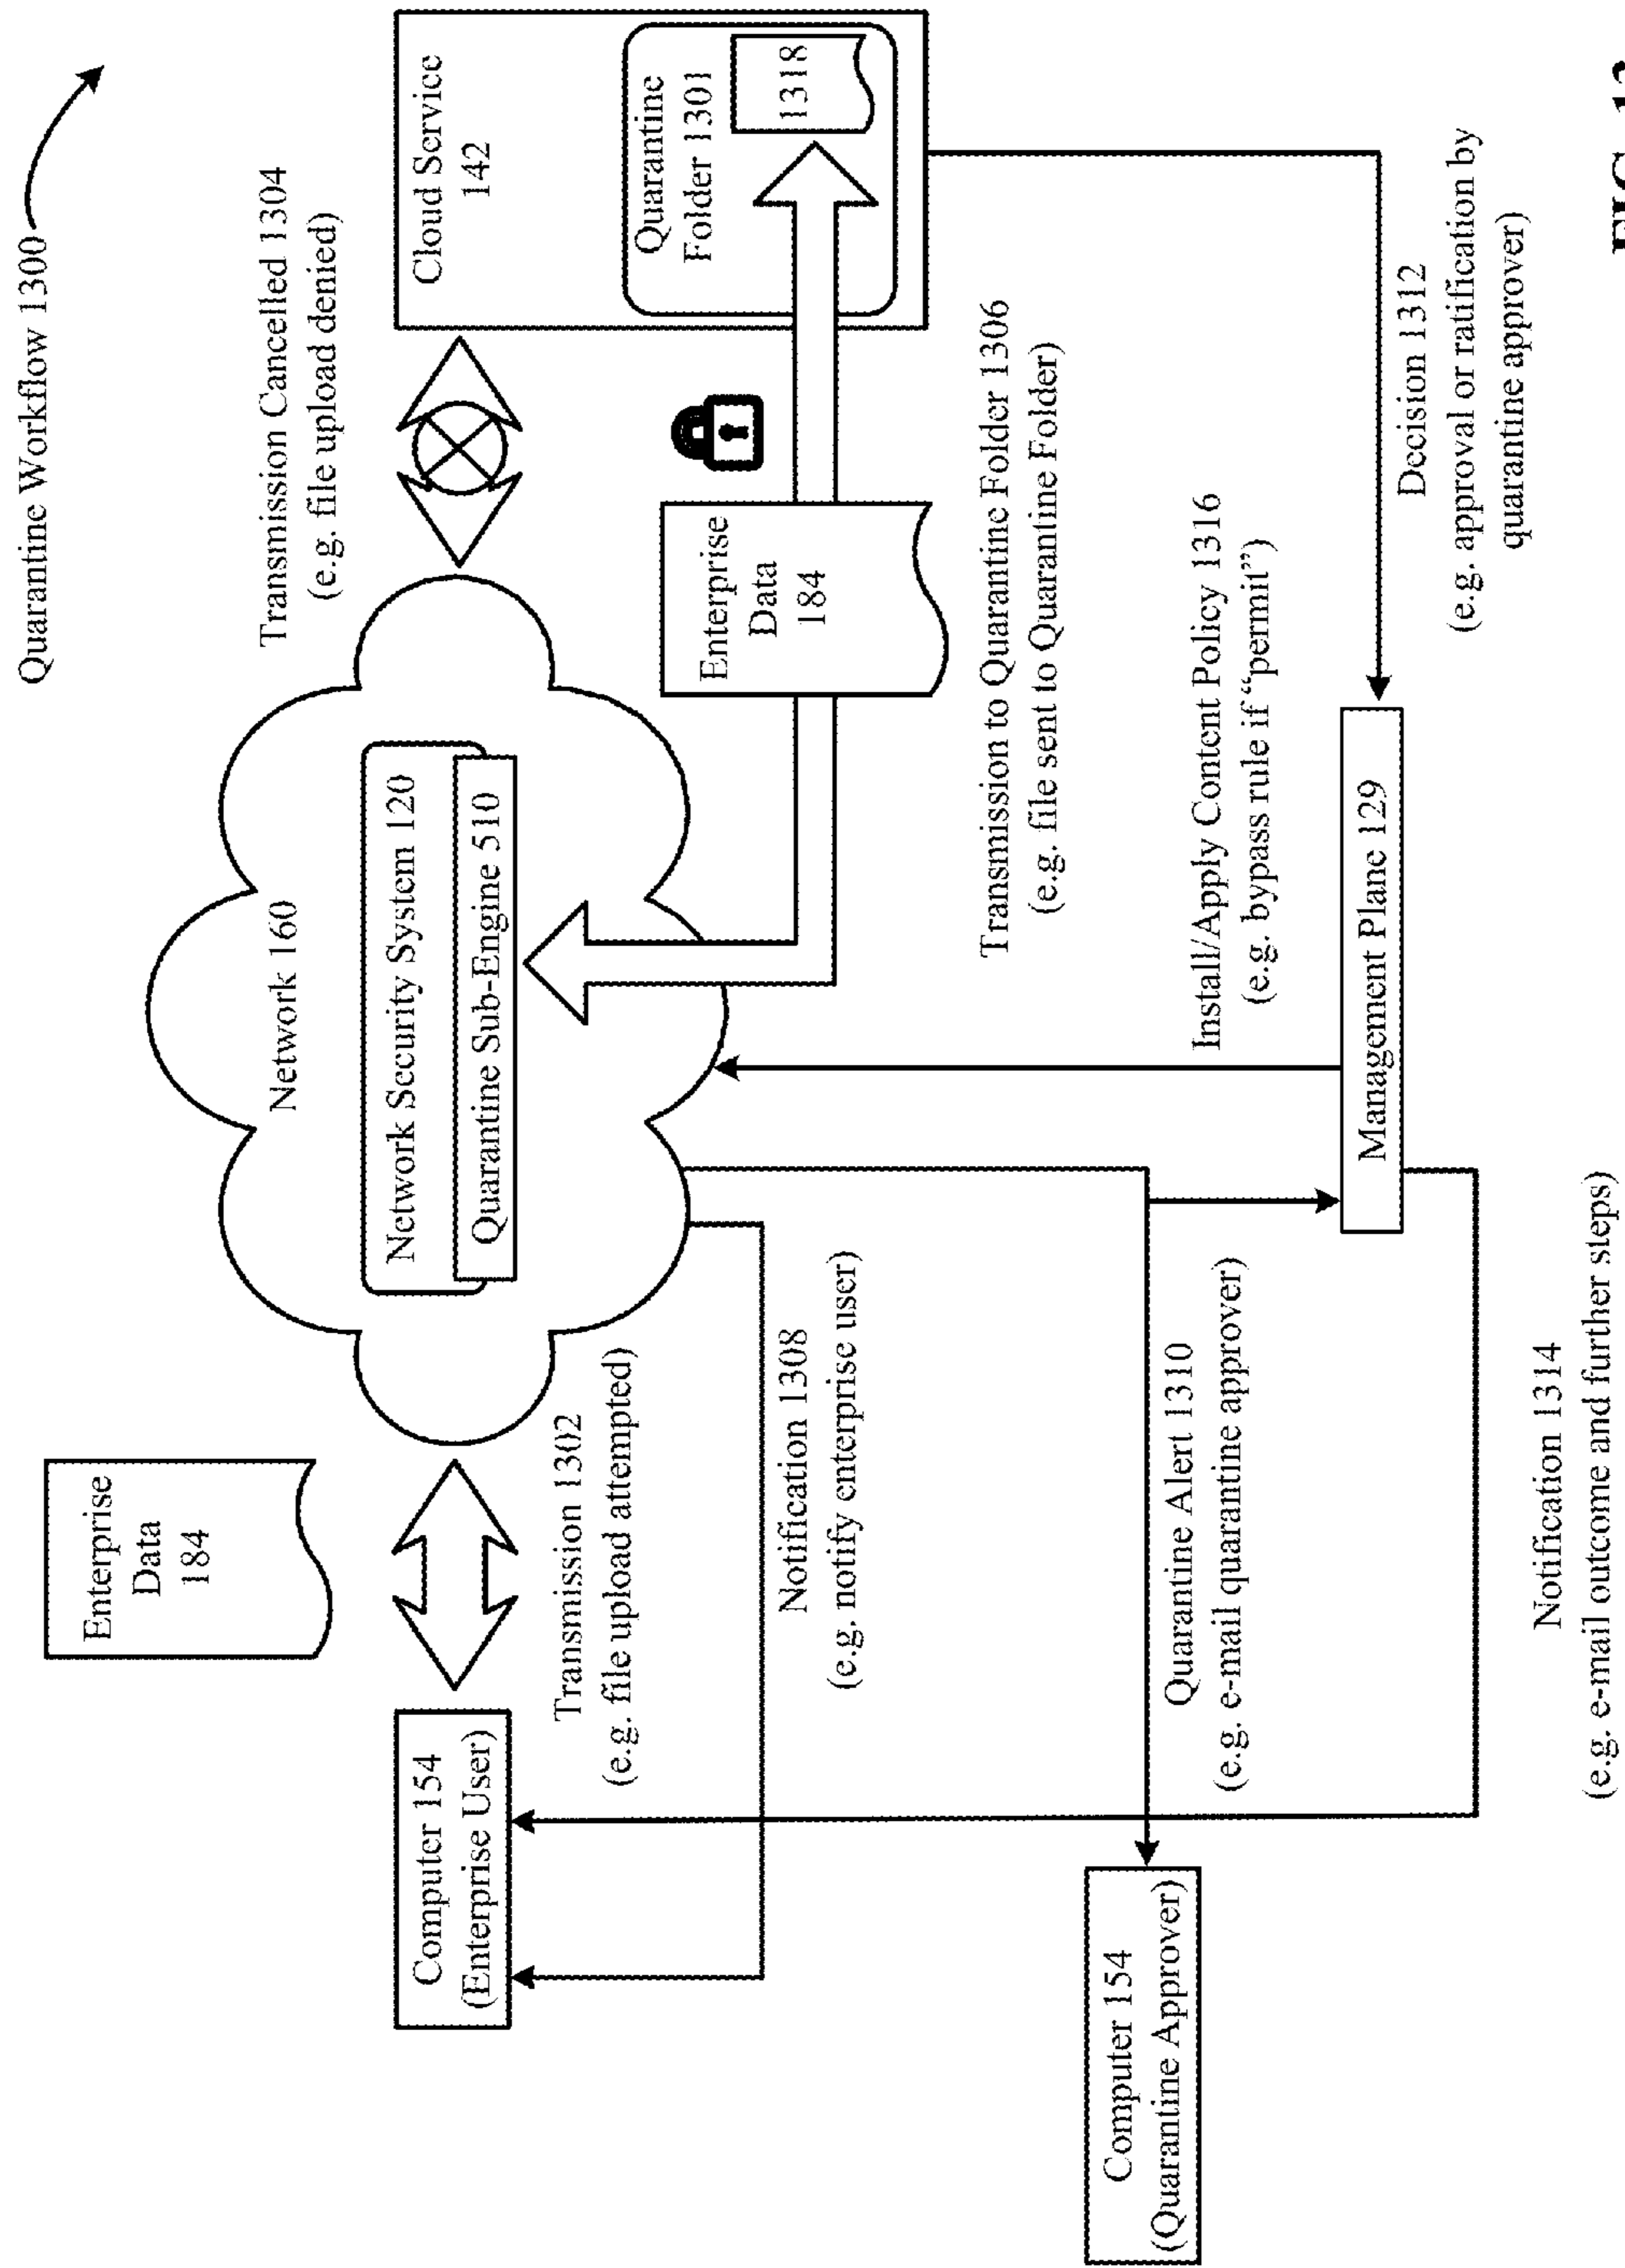 Quarantine Workflow 1300
Enterprise
Data
184
Computer 154
(Enterprise User)
Transmission 1302
(e.g. file upload attempted)
Network 160
Network Security System 120
Quarantine Sub-Engine 510
Transmission Cancelled 1304
(e.g. file upload denied)
Cloud Service
142
Quarantine
Folder 1301
1318
Enterprise
Data
184
Notification 1308
(e.g. notify enterprise user)
Transmission to Quarantine Folder 1306
(e.g. file sent to Quarantine Folder)
Computer 154
(Quarantine Approver)
Quarantine Alert 1310
(e.g. e-mail quarantine approver)
Install/Apply Content Policy 1316
(e.g. bypass rule if “permit”)
Management Plane 129
Decision 1312
(e.g. approval or ratification by
quarantine approver)
Notification 1314
(e.g. e-mail outcome and further steps)